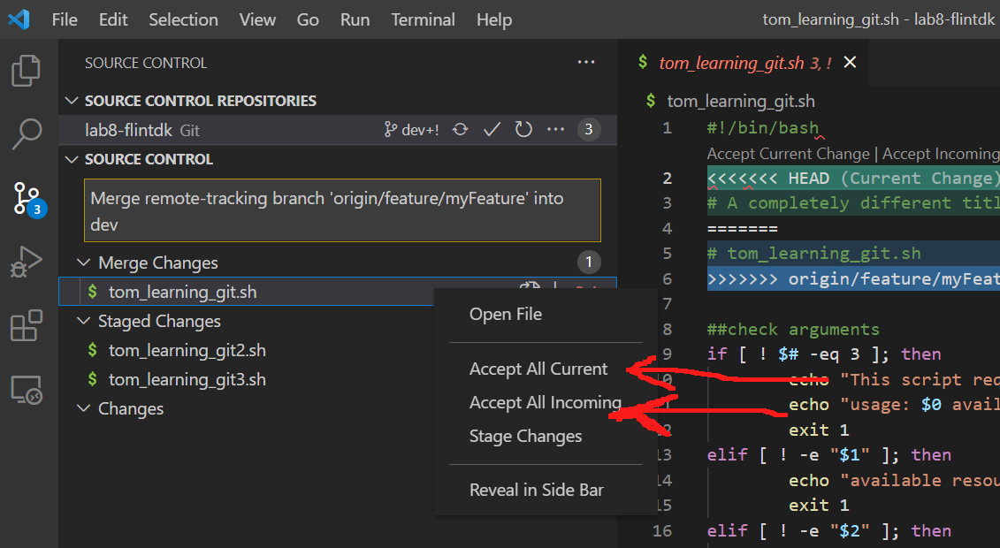 File Edit Selection View Go Run Terminal Help tom_learning_git.sh - lab8-flintdk
SOURCE CONTROL
SOURCE CONTROL REPOSITORIES
lab8-flintdk Git dev+! 3
SOURCE CONTROL
Merge remote-tracking branch 'origin/feature/myFeature' into
dev
Merge Changes 1
$ tom_learning_git.sh
Staged Changes
$ tom_learning_git2.sh
$ tom_learning_git3.sh
Changes
3
Open File
Accept All Current
Accept All Incoming
Stage Changes
Reveal in Side Bar
$ tom_learning_git.sh 3, !
$ tom_learning_git.sh
1 #!/bin/bash
Accept Current Change | Accept Incoming
2 <<<<<<< HEAD (Current Change)
3 # A completely different titl
4 =======
5 # tom_learning_git.sh
6 >>>>>>> origin/feature/myFeat
7
8 ##check arguments
9 if [ ! $# -eq 3 ]; then
0 echo "This script req
echo "usage: $0 avail
2 exit 1
13 elif [ ! -e "$1" ]; then
14 echo "available resou
15 exit 1
16 elif [ ! -e "$2" ]; then